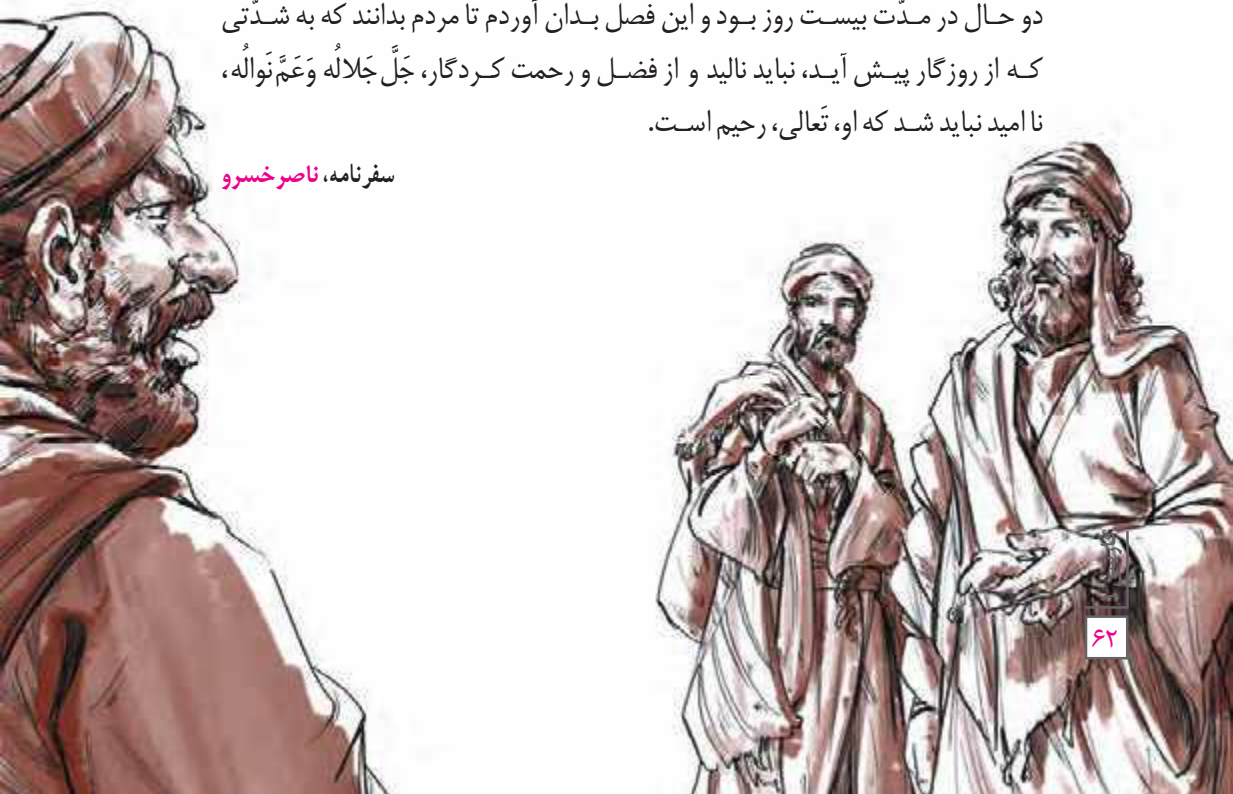 دو حال در مدّت بیست روز بود و این فصل بدان آوردم تا مردم بدانند که به شدّتی
که از روزگار پیش آید، نباید نالید و از فضل و رحمت کردگار، جَلَّ جَلالُه وَعَمَّ نَوالُه،
نا امید نباید شد که او، تَعالی، رحیم است.
سفرنامه، ناصرخسرو
۶۲